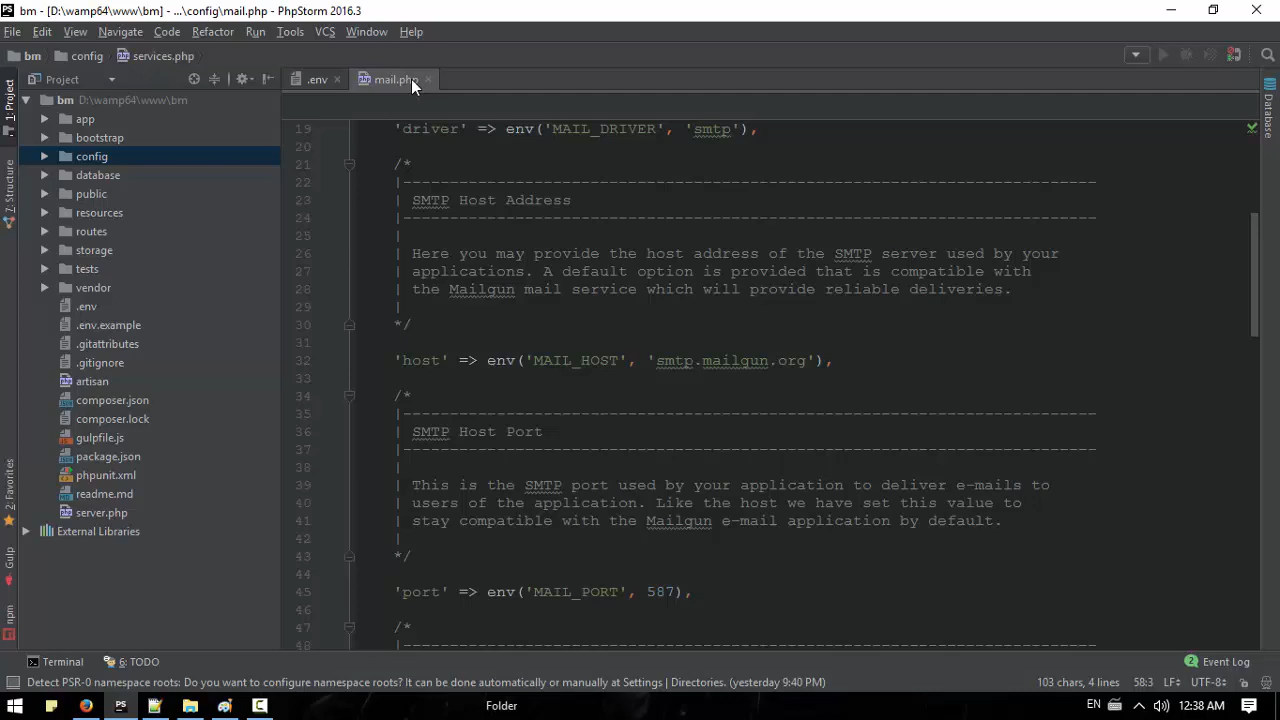 bm - [D:\wamp64\www\bm] - ...\config\mail.php - PhpStorm 2016.3
File Edit View Navigate Code Refactor Run Tools VCS Window Help
bm config services.php
Project
.env
mail.php
1: Project
7: Structure
2: Favorites
Gulp
npm
Database
bm D:\wamp64\www\bm
app
bootstrap
config
database
public
resources
routes
storage
tests
vendor
.env
.env.example
.gitattributes
.gitignore
artisan
composer.json
composer.lock
gulpfile.js
package.json
phpunit.xml
readme.md
server.php
External Libraries
19 'driver' => env('MAIL_DRIVER', 'smtp'),
20
21 /*
22 |--------------------------------------------------------------------------
23 | SMTP Host Address
24 |--------------------------------------------------------------------------
25 |
26 | Here you may provide the host address of the SMTP server used by your
27 | applications. A default option is provided that is compatible with
28 | the Mailgun mail service which will provide reliable deliveries.
29 |
30 */
31
32 'host' => env('MAIL_HOST', 'smtp.mailgun.org'),
33
34 /*
35 |--------------------------------------------------------------------------
36 | SMTP Host Port
37 |--------------------------------------------------------------------------
38 |
39 | This is the SMTP port used by your application to deliver e-mails to
40 | users of the application. Like the host we have set this value to
41 | stay compatible with the Mailgun e-mail application by default.
42 |
43 */
44
45 'port' => env('MAIL_PORT', 587),
46
47 /*
48 |--------------------------------------------------------------------------
Terminal 6: TODO
2 Event Log
Detect PSR-0 namespace roots: Do you want to configure namespace roots? It can be done automatically or manually at Settings | Directories. (yesterday 9:40 PM)
103 chars, 4 lines 58:3 LF÷ UTF-8÷
Folder
EN 12:38 AM